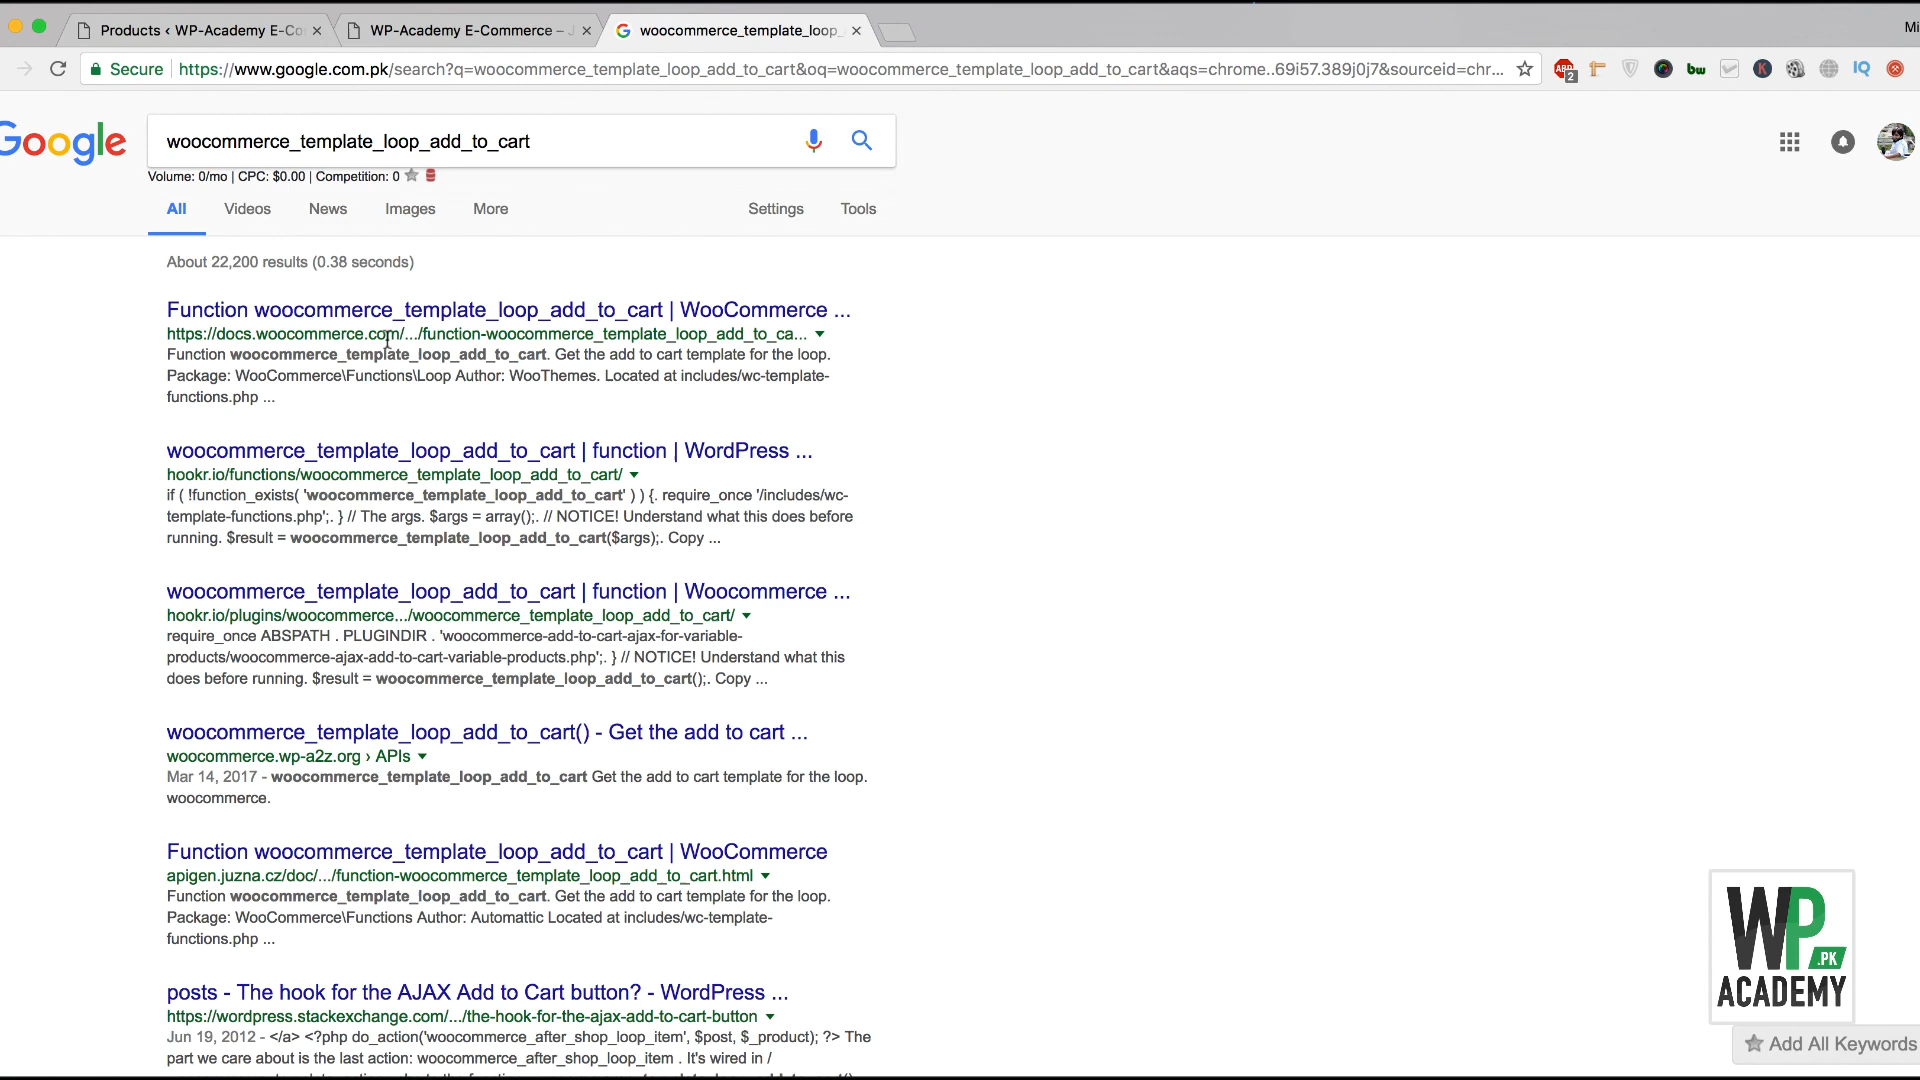 Products ‹ WP-Academy E-Co
WP-Academy E-Commerce –
woocommerce_template_loop_
Mi
Secure
https://www.google.com.pk/search?q=woocommerce_template_loop_add_to_cart&oq=woocommerce_template_loop_add_to_cart&aqs=chrome..69i57.389j0j7&sourceid=chr...
ABP
2
bw
K
IQ
Google
woocommerce_template_loop_add_to_cart
Volume: 0/mo | CPC: $0.00 | Competition: 0
All
Videos
News
Images
More
Settings
Tools
About 22,200 results (0.38 seconds)
Function woocommerce_template_loop_add_to_cart | WooCommerce ...
https://docs.woocommerce.com/.../function-woocommerce_template_loop_add_to_ca...
Function woocommerce_template_loop_add_to_cart. Get the add to cart template for the loop.
Package: WooCommerce\Functions\Loop Author: WooThemes. Located at includes/wc-template-
functions.php ...
woocommerce_template_loop_add_to_cart | function | WordPress ...
hookr.io/functions/woocommerce_template_loop_add_to_cart/
if ( !function_exists( 'woocommerce_template_loop_add_to_cart' ) ) {. require_once '/includes/wc-
template-functions.php';. } // The args. $args = array();. // NOTICE! Understand what this does before
running. $result = woocommerce_template_loop_add_to_cart($args);. Copy ...
woocommerce_template_loop_add_to_cart | function | Woocommerce ...
hookr.io/plugins/woocommerce.../woocommerce_template_loop_add_to_cart/
require_once ABSPATH . PLUGINDIR . 'woocommerce-add-to-cart-ajax-for-variable-
products/woocommerce-ajax-add-to-cart-variable-products.php';. } // NOTICE! Understand what this
does before running. $result = woocommerce_template_loop_add_to_cart();. Copy ...
woocommerce_template_loop_add_to_cart() - Get the add to cart ...
woocommerce.wp-a2z.org › APIs
Mar 14, 2017 - woocommerce_template_loop_add_to_cart Get the add to cart template for the loop.
woocommerce.
Function woocommerce_template_loop_add_to_cart | WooCommerce
apigen.juzna.cz/doc/.../function-woocommerce_template_loop_add_to_cart.html
Function woocommerce_template_loop_add_to_cart. Get the add to cart template for the loop.
Package: WooCommerce\Functions Author: Automattic Located at includes/wc-template-
functions.php ...
posts - The hook for the AJAX Add to Cart button? - WordPress ...
https://wordpress.stackexchange.com/.../the-hook-for-the-ajax-add-to-cart-button
Jun 19, 2012 - </a> <?php do_action('woocommerce_after_shop_loop_item', $post, $_product); ?> The
part we care about is the last action: woocommerce_after_shop_loop_item . It's wired in /
WP
.PK
ACADEMY
Add All Keywords